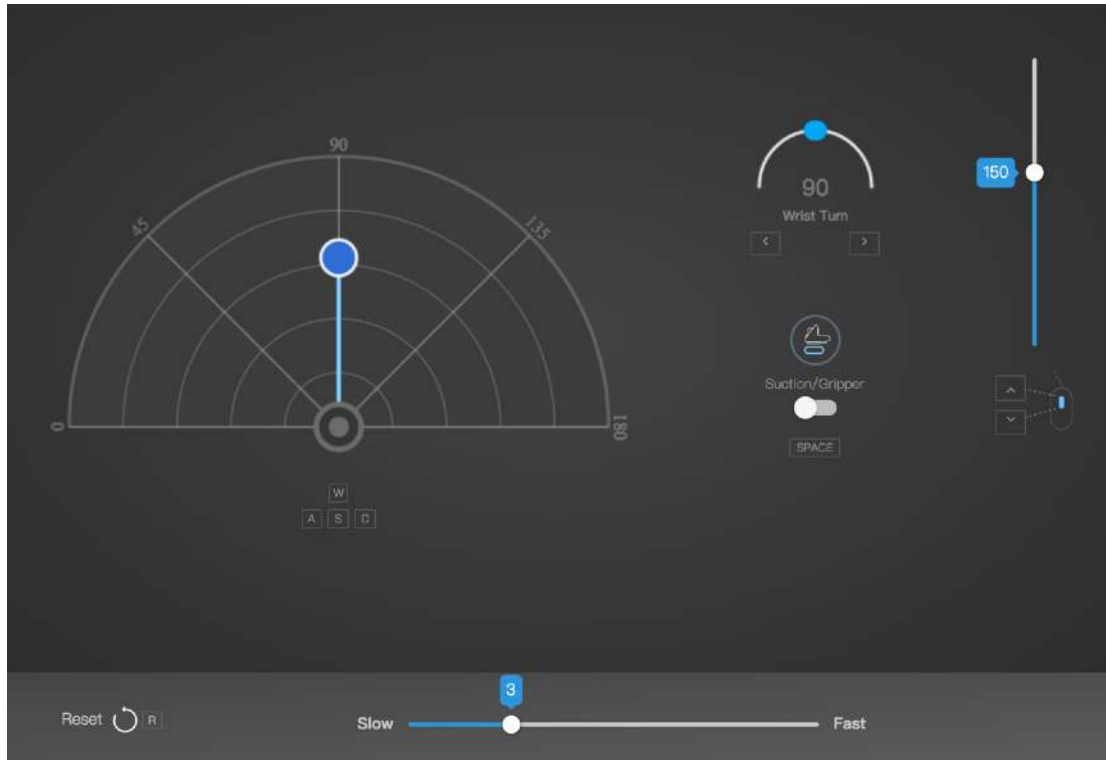 90
45
135
0
180
W
A S D
90
Wrist Turn
< >
Suction/Gripper
SPACE
150
3
Reset R
Slow Fast